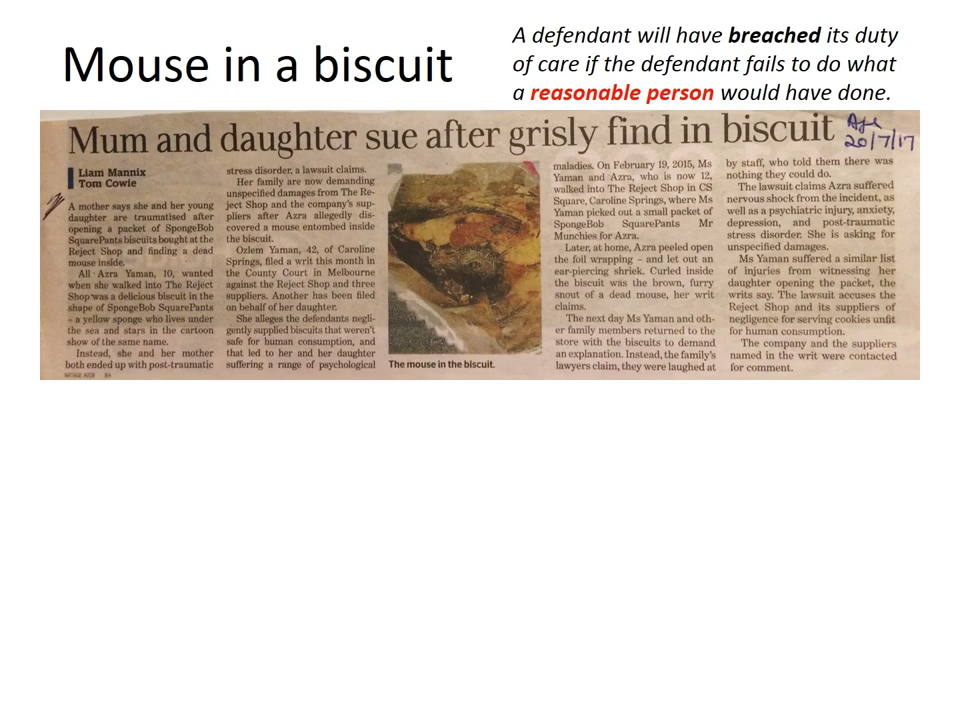 Mouse in a biscuit
A defendant will have breached its duty
of care if the defendant fails to do what
a reasonable person would have done.
Mum and daughter sue after grisly find in biscuit
Age
20/7/17
Liam Mannix
Tom Cowie
A mother says she and her young
daughter are traumatised after
opening a packet of SpongeBob
SquarePants biscuits bought at the
Reject Shop and finding a dead
mouse inside.
All Azra Yaman, 10, wanted
when she walked into The Reject
Shop was a delicious biscuit in the
shape of SpongeBob SquarePants
– a yellow sponge who lives under
the sea and stars in the cartoon
show of the same name.
Instead, she and her mother
both ended up with post-traumatic
stress disorder, a lawsuit claims.
Her family are now demanding
unspecified damages from The Re-
ject Shop and the company's sup-
pliers after Azra allegedly dis-
covered a mouse entombed inside
the biscuit.
Ozlem Yaman, 42, of Caroline
Springs, filed a writ this month in
the County Court in Melbourne
against the Reject Shop and three
suppliers. Another has been filed
on behalf of her daughter.
She alleges the defendants negli-
gently supplied biscuits that weren't
safe for human consumption, and
that led to her and her daughter
suffering a range of psychological
The mouse in the biscuit.
maladies. On February 19, 2015, Ms
Yaman and Azra, who is now 12,
walked into The Reject Shop in CS
Square, Caroline Springs, where Ms
Yaman picked out a small packet of
SpongeBob SquarePants Mr
Munchies for Azra.
Later, at home, Azra peeled open
the foil wrapping – and let out an
ear-piercing shriek. Curled inside
the biscuit was the brown, furry
snout of a dead mouse, her writ
claims.
The next day Ms Yaman and oth-
er family members returned to the
store with the biscuits to demand
an explanation. Instead, the family's
lawyers claim, they were laughed at
by staff, who told them there was
nothing they could do.
The lawsuit claims Azra suffered
nervous shock from the incident, as
well as a psychiatric injury, anxiety,
depression, and post-traumatic
stress disorder. She is asking for
unspecified damages.
Ms Yaman suffered a similar list
of injuries from witnessing her
daughter opening the packet, the
writs say. The lawsuit accuses the
Reject Shop and its suppliers of
negligence for serving cookies unfit
for human consumption.
The company and the suppliers
named in the writ were contacted
for comment.